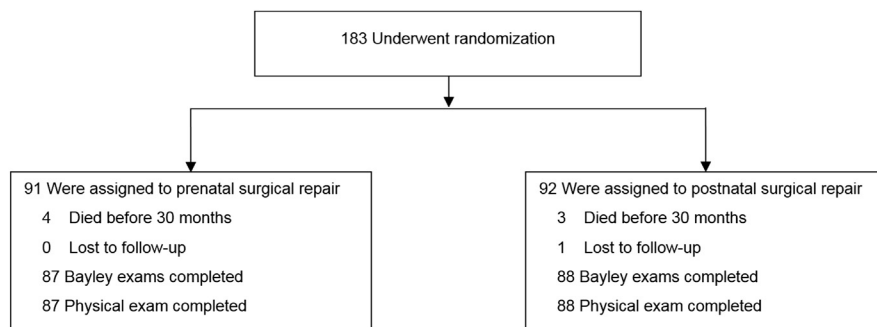 183 Underwent randomization
91 Were assigned to prenatal surgical repair
4 Died before 30 months
0 Lost to follow-up
87 Bayley exams completed
87 Physical exam completed
92 Were assigned to postnatal surgical repair
3 Died before 30 months
1 Lost to follow-up
88 Bayley exams completed
88 Physical exam completed